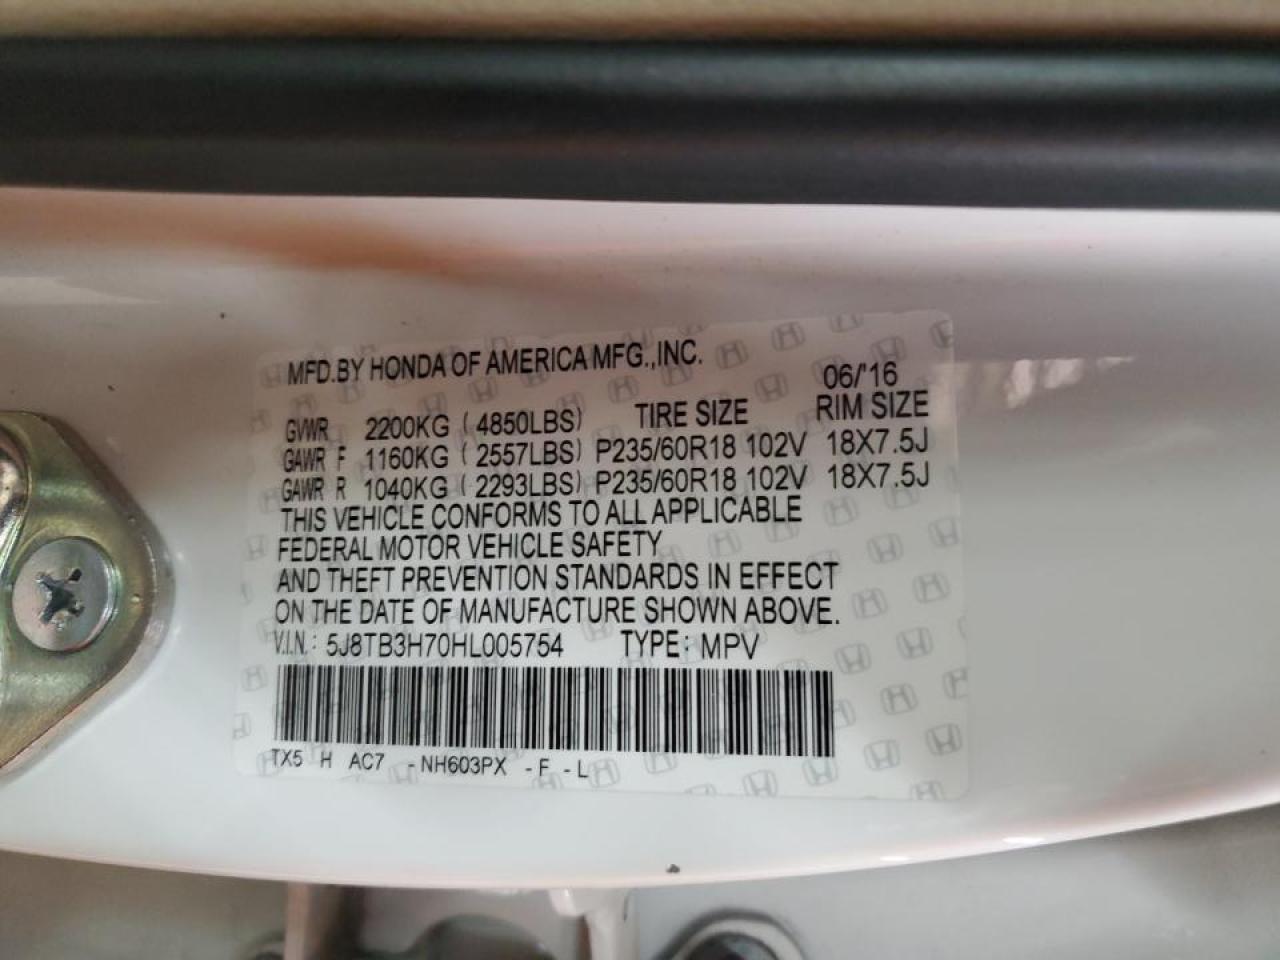 MFD.BY HONDA OF AMERICA MFG.,INC.
06/'16
GVWR 2200KG ( 4850LBS) TIRE SIZE RIM SIZE
GAWR F 1160KG ( 2557LBS) P235/60R18 102V 18X7.5J
GAWR R 1040KG ( 2293LBS) P235/60R18 102V 18X7.5J
THIS VEHICLE CONFORMS TO ALL APPLICABLE
FEDERAL MOTOR VEHICLE SAFETY
AND THEFT PREVENTION STANDARDS IN EFFECT
ON THE DATE OF MANUFACTURE SHOWN ABOVE.
V.I.N.: 5J8TB3H70HL005754 TYPE: MPV
TX5 H AC7 -NH603PX -F -L